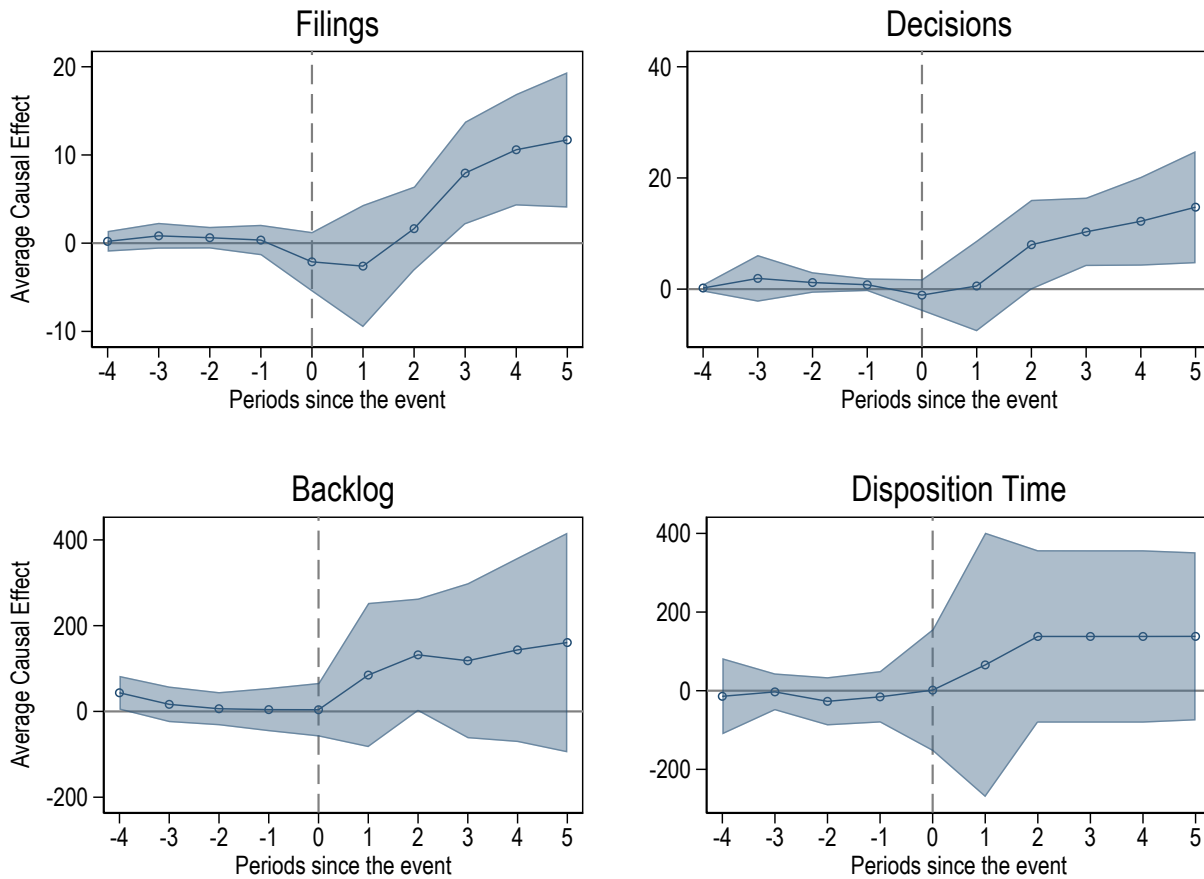 Filings
Average Causal Effect
20
10
0
-10
-4 -3 -2 -1 0 1 2 3 4 5
Periods since the event
Decisions
40
20
0
-4 -3 -2 -1 0 1 2 3 4 5
Periods since the event
Backlog
Average Causal Effect
400
200
0
-200
-4 -3 -2 -1 0 1 2 3 4 5
Periods since the event
Disposition Time
400
200
0
-200
-4 -3 -2 -1 0 1 2 3 4 5
Periods since the event